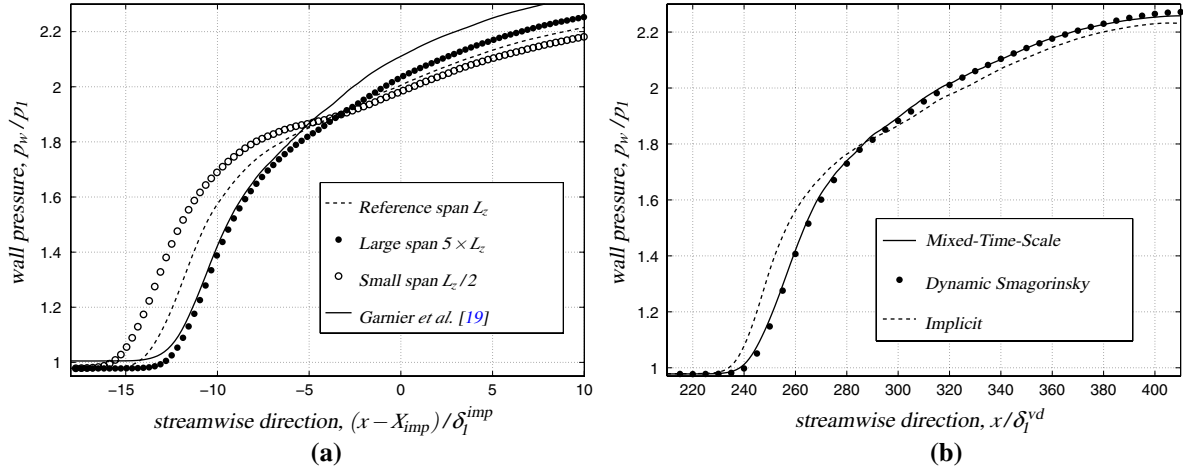 2.2
2
1.8
1.6
1.4
1.2
1
wall pressure, p_w/p_1
−15
−10
−5
0
5
10
streamwise direction, (x − X_imp)/δ_1^imp
Reference span L_z
Large span 5 × L_z
Small span L_z/2
Garnier et al. [19]
(a)
2.2
2
1.8
1.6
1.4
1.2
1
wall pressure, p_w/p_1
220
240
260
280
300
320
340
360
380
400
streamwise direction, x/δ_1^vd
Mixed-Time-Scale
Dynamic Smagorinsky
Implicit
(b)